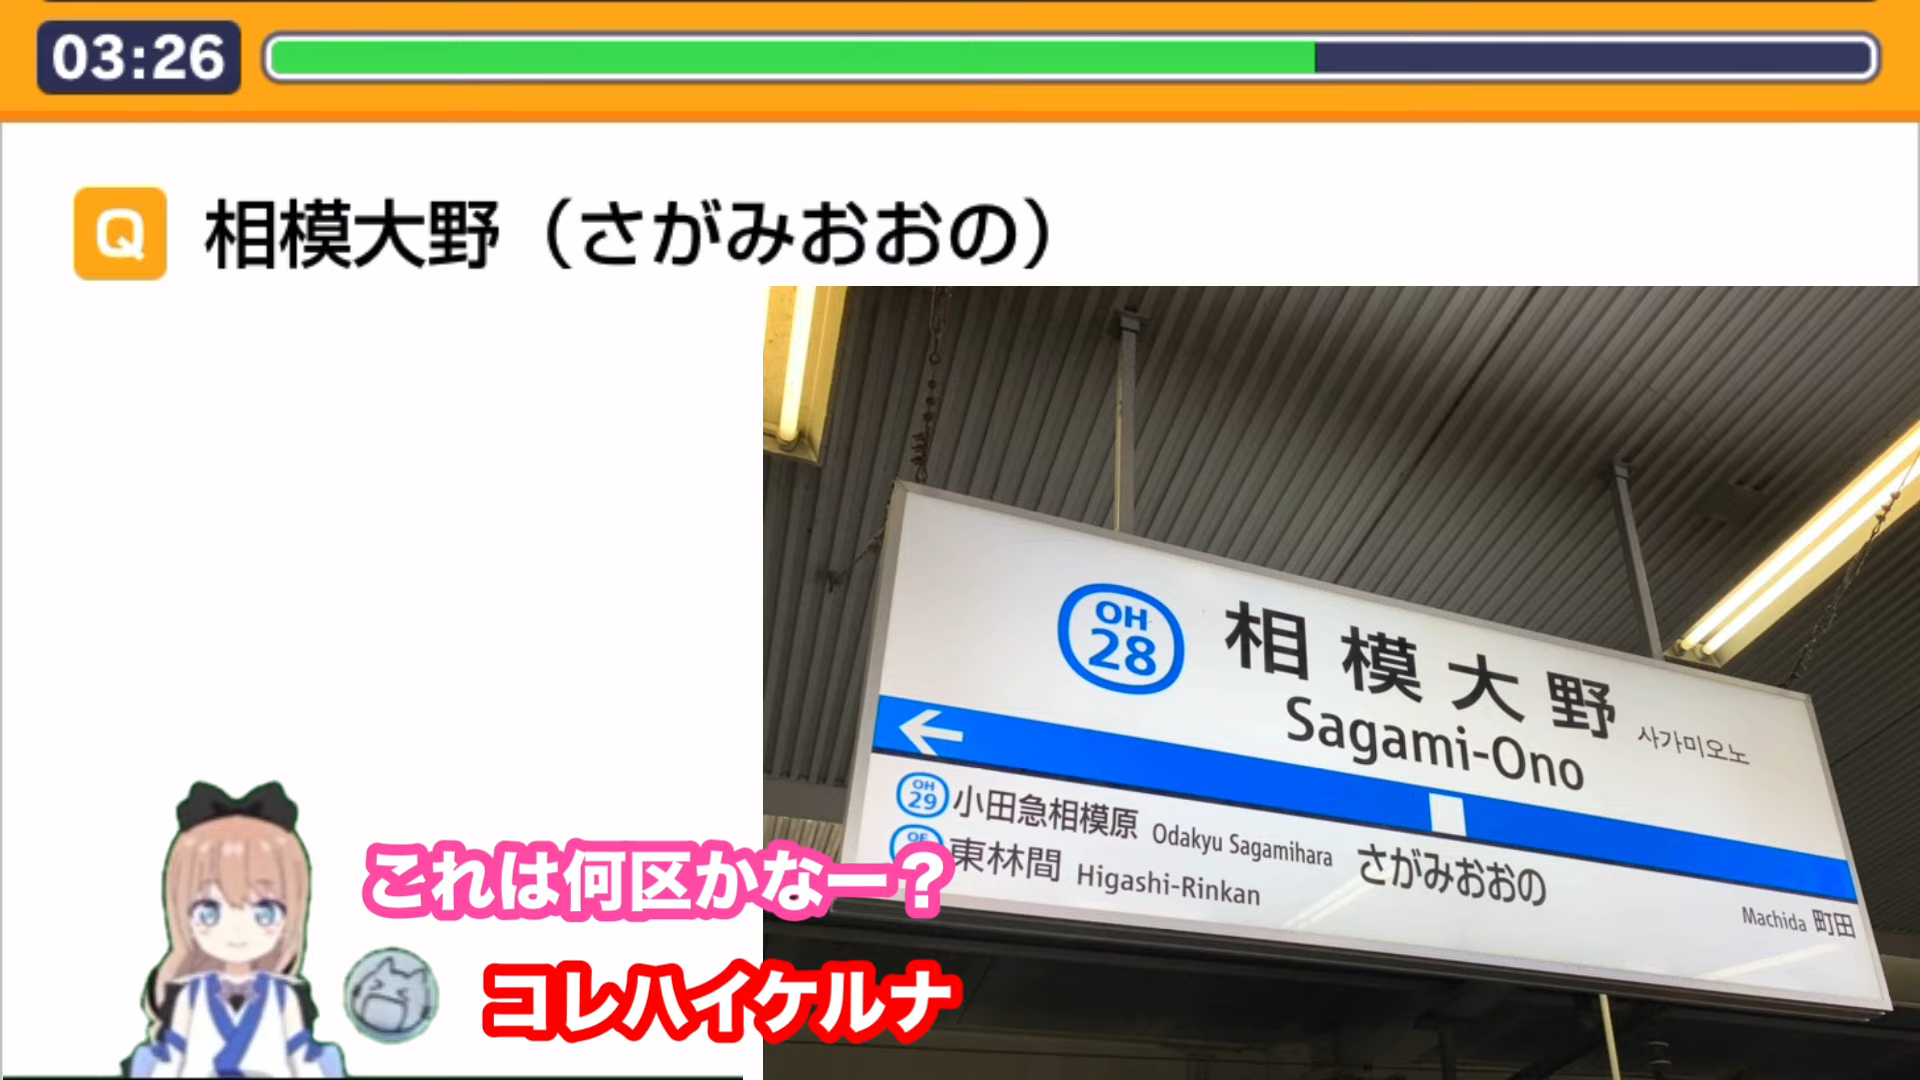 03:26
Q 相模大野（さがみおおの）
OH
28
相模大野
사가미오노
Sagami-Ono
OH
29
小田急相模原 Odakyu Sagamihara
OE
東林間 Higashi-Rinkan
さがみおおの
Machida 町田
これは何区かなー？
コレハイケルナ